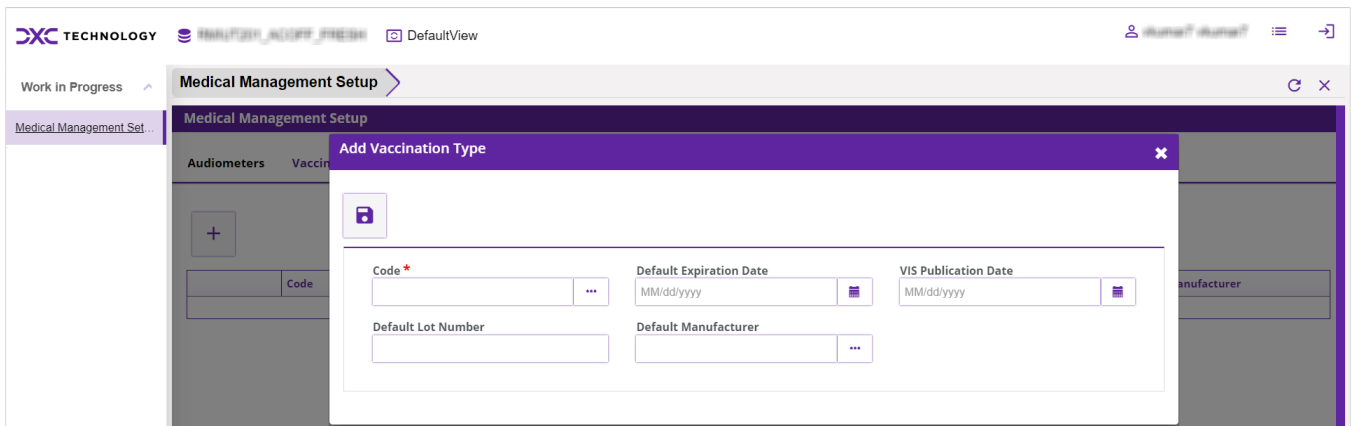 DXC TECHNOLOGY DefaultView
Work in Progress
Medical Management Setup
Medical Management Set...
Medical Management Setup
Audiometers Vaccin
Add Vaccination Type
Code * Default Expiration Date VIS Publication Date
MM/dd/yyyy MM/dd/yyyy
Default Lot Number Default Manufacturer
Code anufacturer